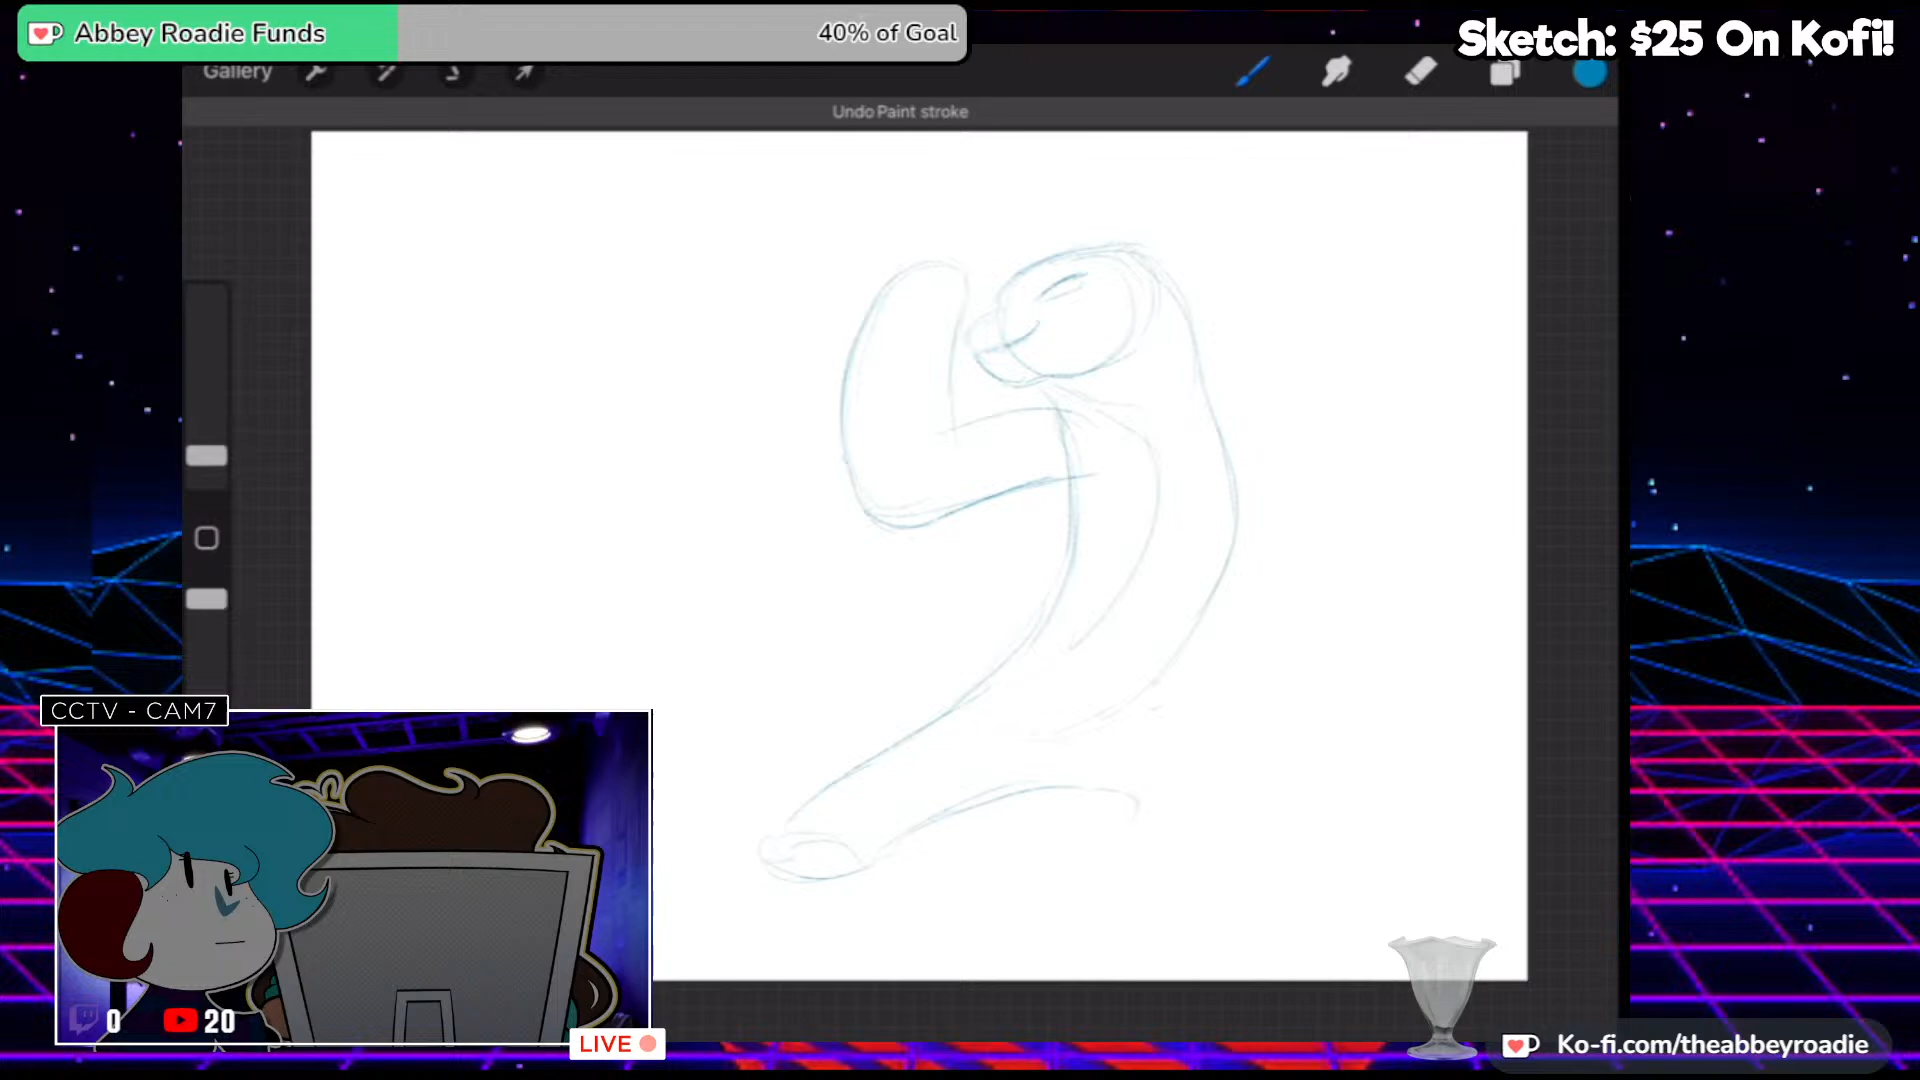 Abbey Roadie Funds
40% of Goal
Sketch: $25 On Kofi!
Gallery
Undo Paint stroke
CCTV - CAM7
0
20
LIVE
Ko-fi.com/theabbeyroadie